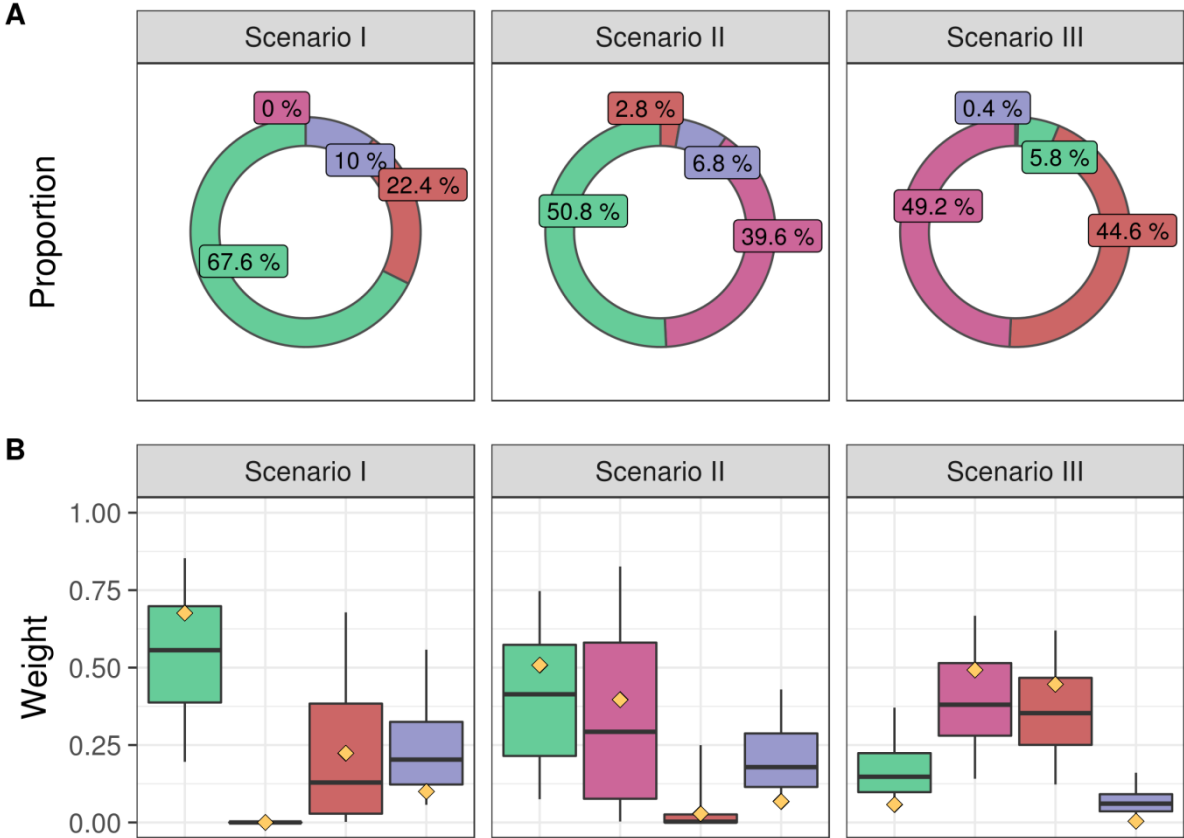 A
Scenario I
Scenario II
Scenario III
Proportion
0 %
10 %
22.4 %
67.6 %
2.8 %
6.8 %
50.8 %
39.6 %
0.4 %
5.8 %
49.2 %
44.6 %
B
Scenario I
Scenario II
Scenario III
Weight
1.00
0.75
0.50
0.25
0.00